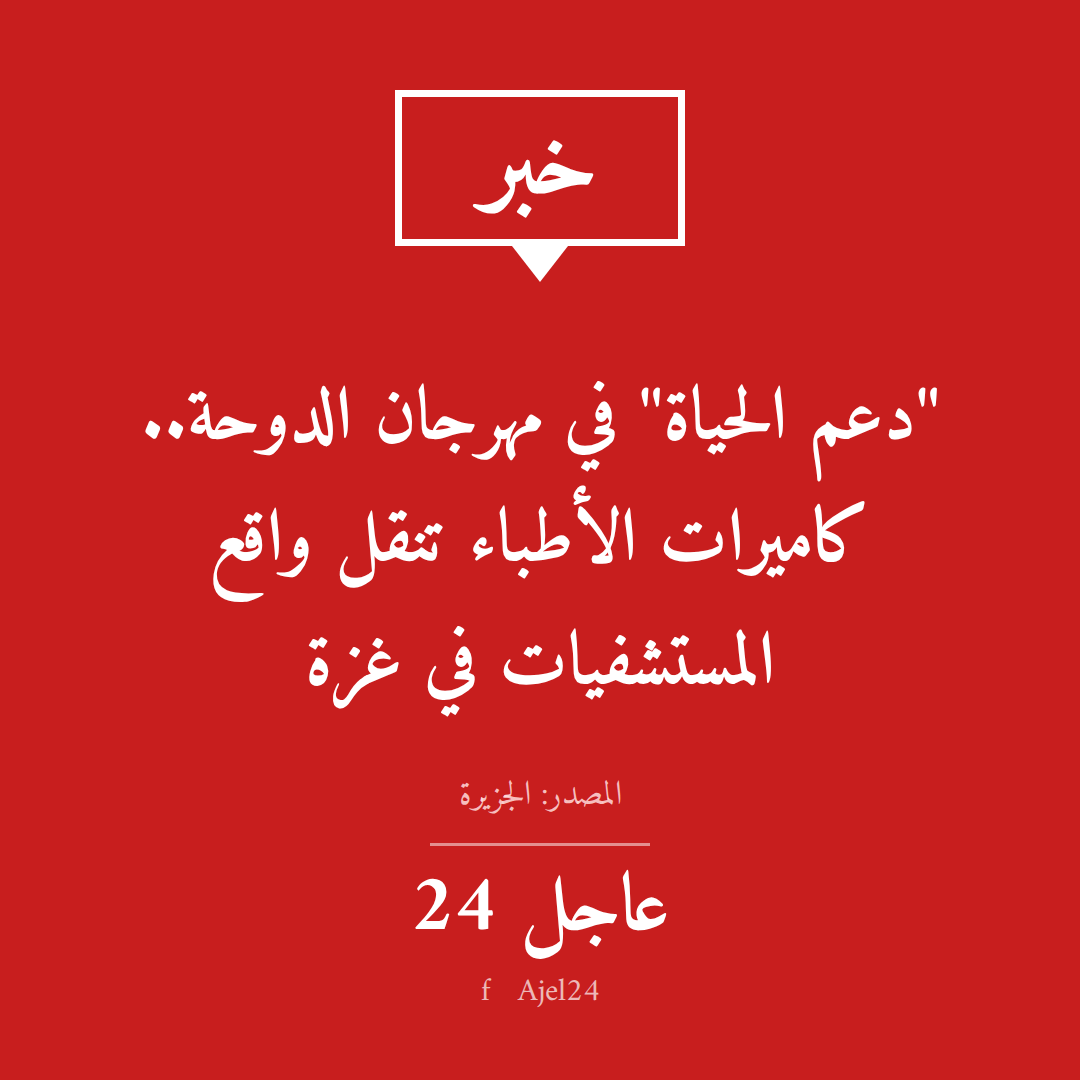 خبر
"دعم الحياة" في مهرجان الدوحة..
كاميرات الأطباء تنقل واقع
المستشفيات في غزة
المصدر: الجزيرة
عاجل 24
f Ajel24